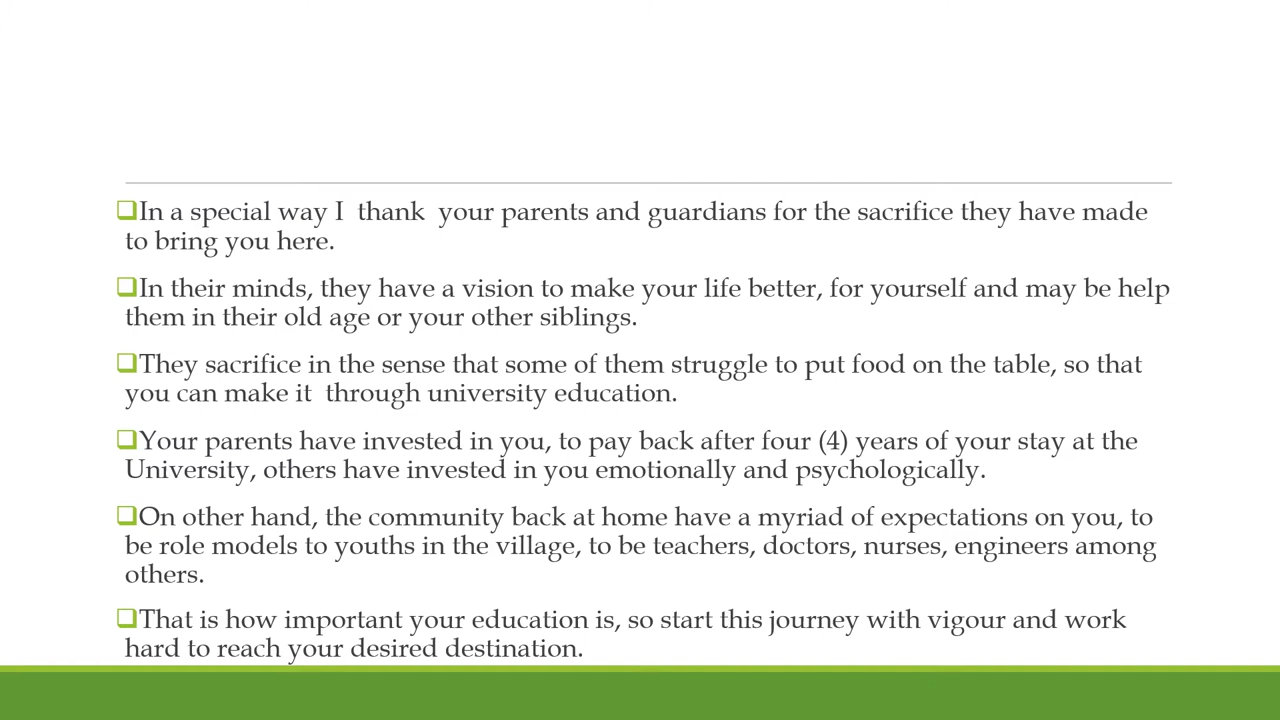 In a special way I  thank  your parents and guardians for the sacrifice they have made
to bring you here.
In their minds, they have a vision to make your life better, for yourself and may be help
them in their old age or your other siblings.
They sacrifice in the sense that some of them struggle to put food on the table, so that
you can make it  through university education.
Your parents have invested in you, to pay back after four (4) years of your stay at the
University, others have invested in you emotionally and psychologically.
On other hand, the community back at home have a myriad of expectations on you, to
be role models to youths in the village, to be teachers, doctors, nurses, engineers among
others.
That is how important your education is, so start this journey with vigour and work
hard to reach your desired destination.